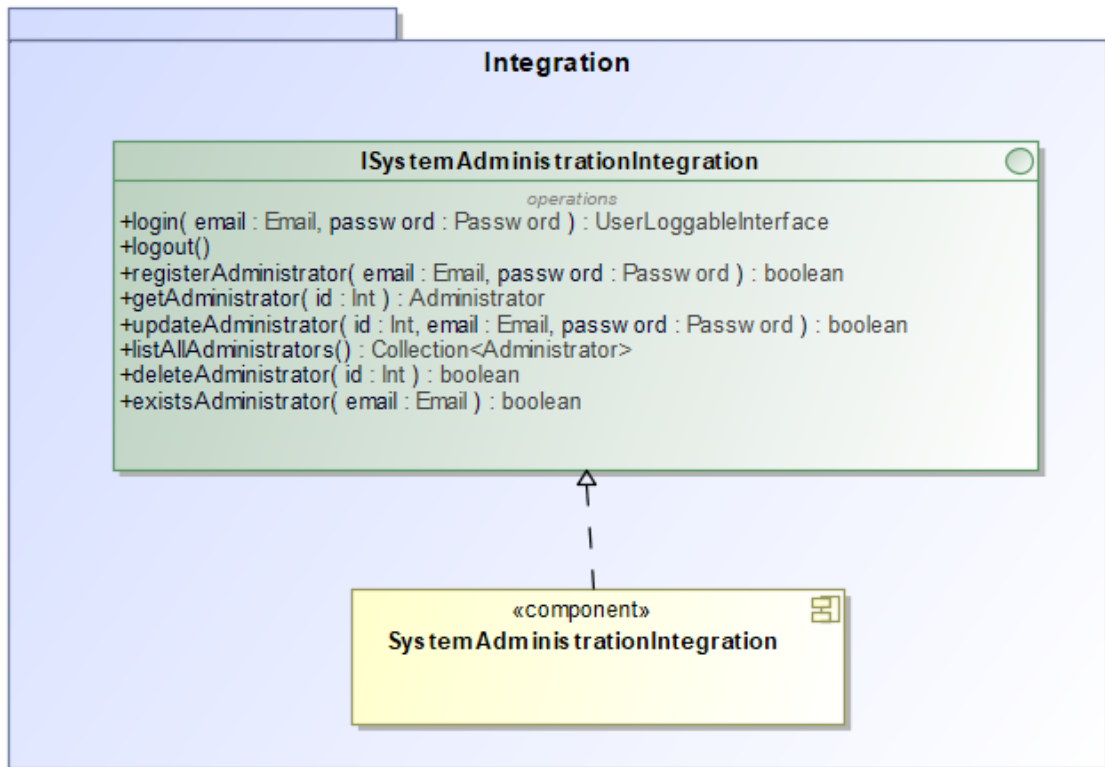 Integration
ISystemAdministrationIntegration
operations
+login( email : Email, password : Password ) : UserLoggableInterface
+logout()
+registerAdministrator( email : Email, password : Password ) : boolean
+getAdministrator( id : Int ) : Administrator
+updateAdministrator( id : Int, email : Email, password : Password ) : boolean
+listAllAdministrators() : Collection<Administrator>
+deleteAdministrator( id : Int ) : boolean
+existsAdministrator( email : Email ) : boolean
«component»
SystemAdministrationIntegration